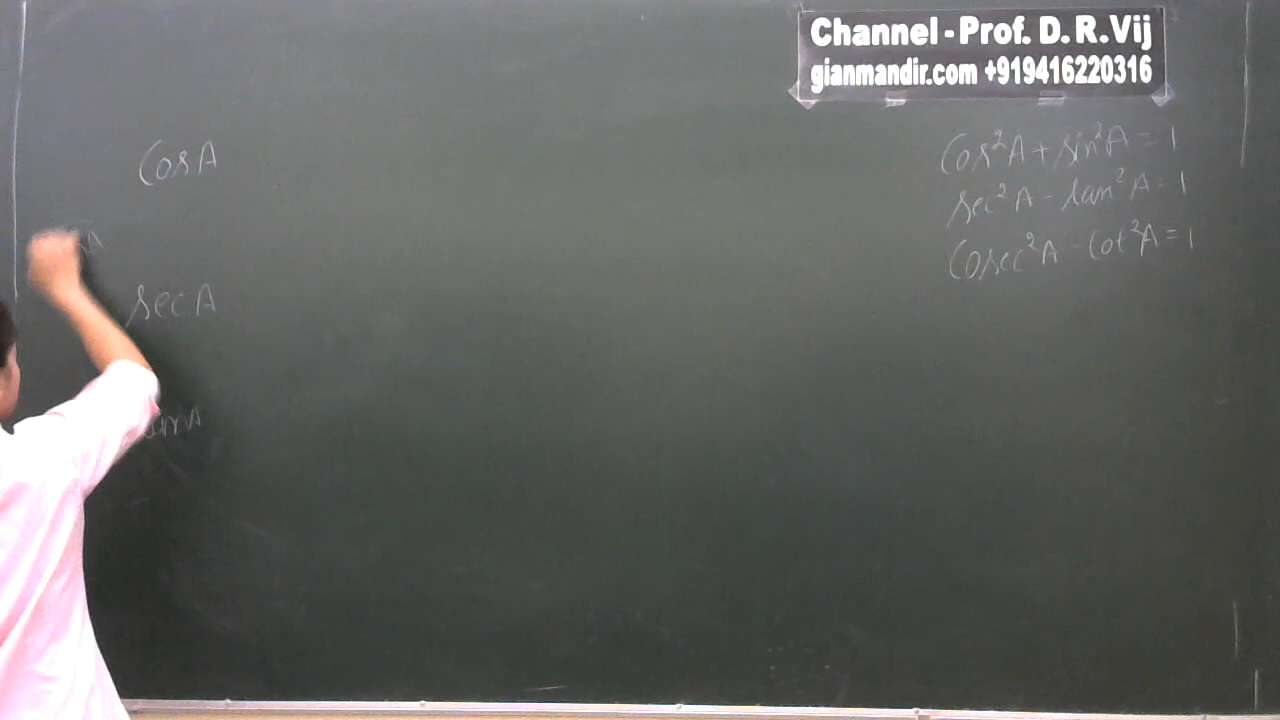 Channel - Prof. D. R. Vij
gianmandir.com +919416220316
Cos²A + sin²A = 1
sec²A - tan²A = 1
Cosec²A - Cot²A = 1
CosA
secA